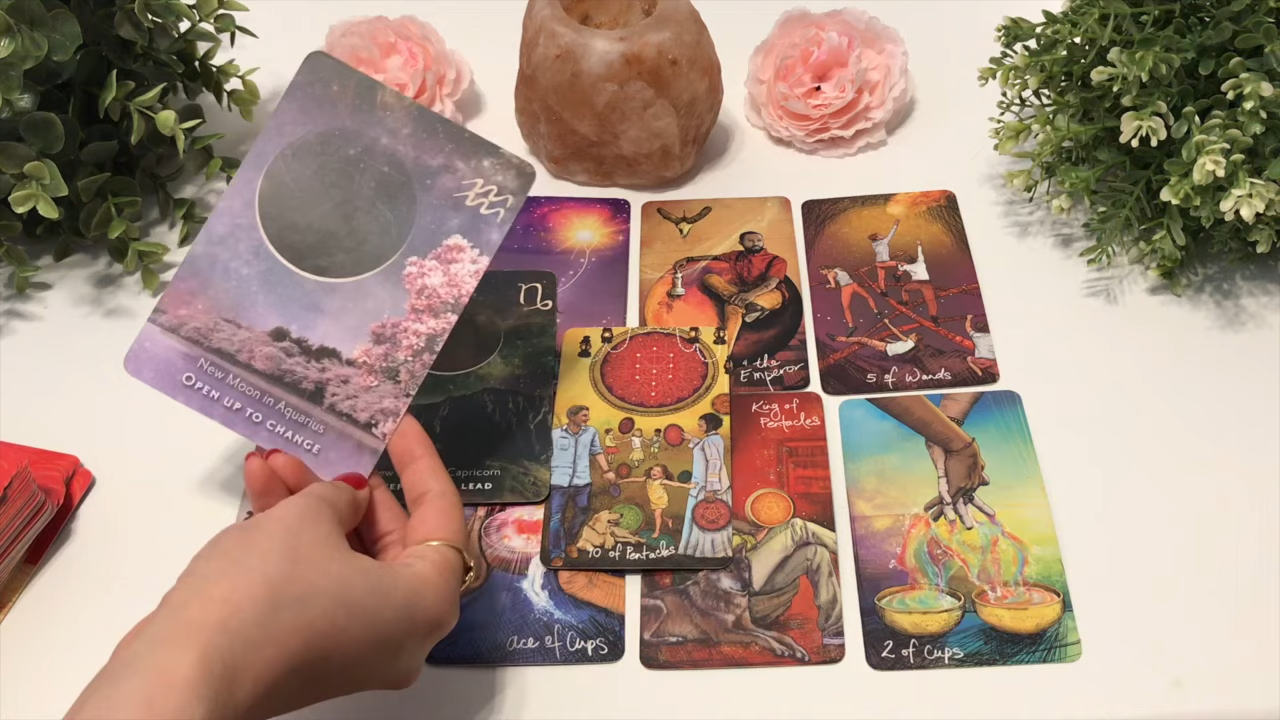 New Moon in Aquarius
OPEN UP TO CHANGE
Capricorn
LEAD
4 the
Emperor
5 of Wands
King of
Pentacles
10 of Pentacles
ace of Cups
2 of cups